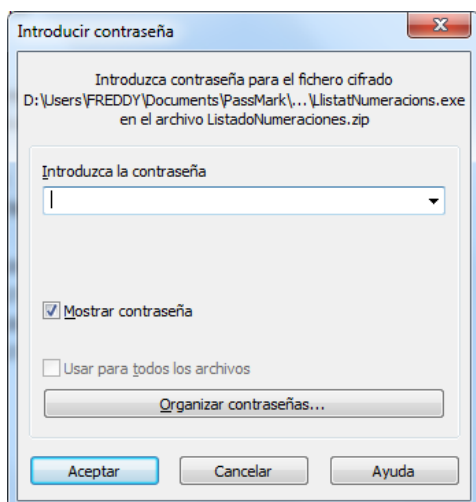 Introducir contraseña
Introduzca contraseña para el fichero cifrado
D:\Users\FREDDY\Documents\PassMark\...\LlistatNumeracions.exe
en el archivo ListadoNumeraciones.zip
Introduzca la contraseña
Mostrar contraseña
Usar para todos los archivos
Organizar contraseñas...
Aceptar Cancelar Ayuda